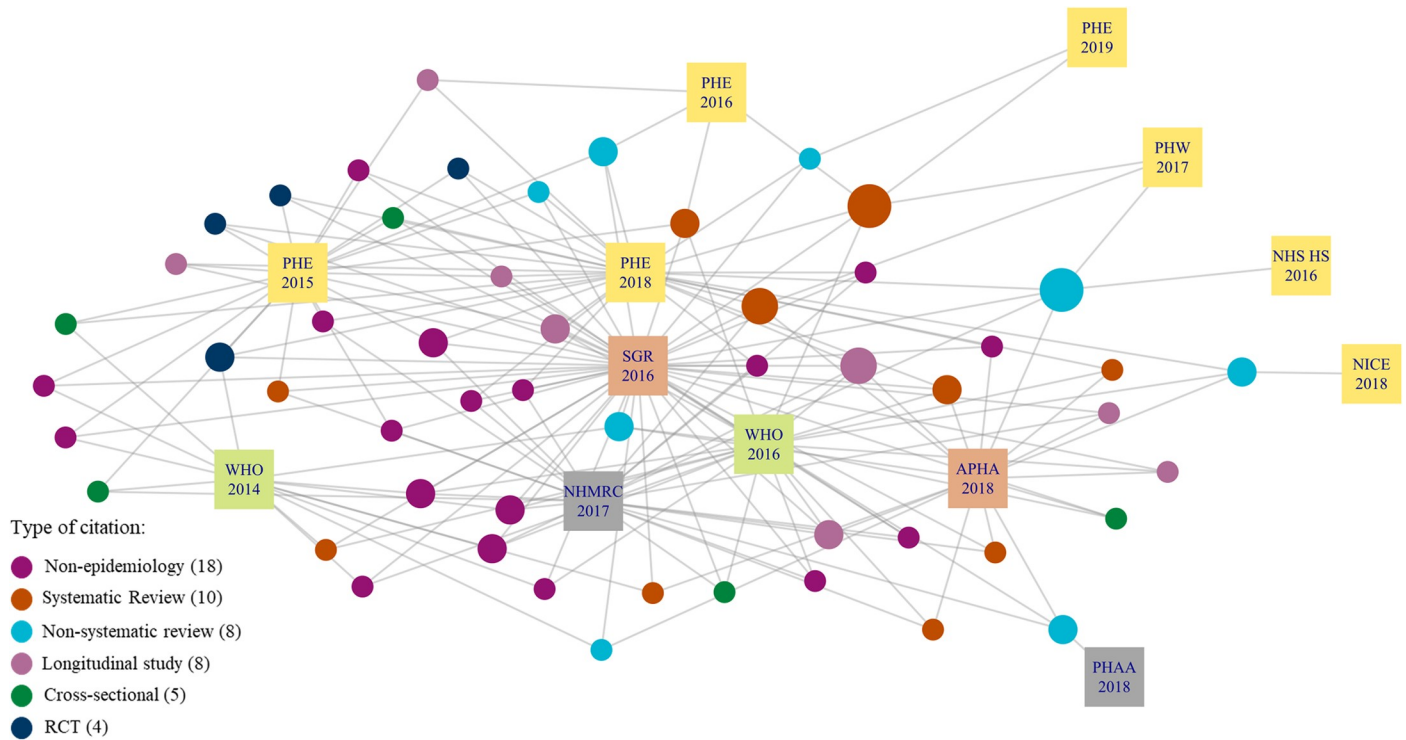 PHE
2019
PHE
2016
PHW
2017
PHE
2015
PHE
2018
NHS HS
2016
SGR
2016
NICE
2018
WHO
2016
WHO
2014
APHA
2018
NHMRC
2017
PHAA
2018
Type of citation:
Non-epidemiology (18)
Systematic Review (10)
Non-systematic review (8)
Longitudinal study (8)
Cross-sectional (5)
RCT (4)